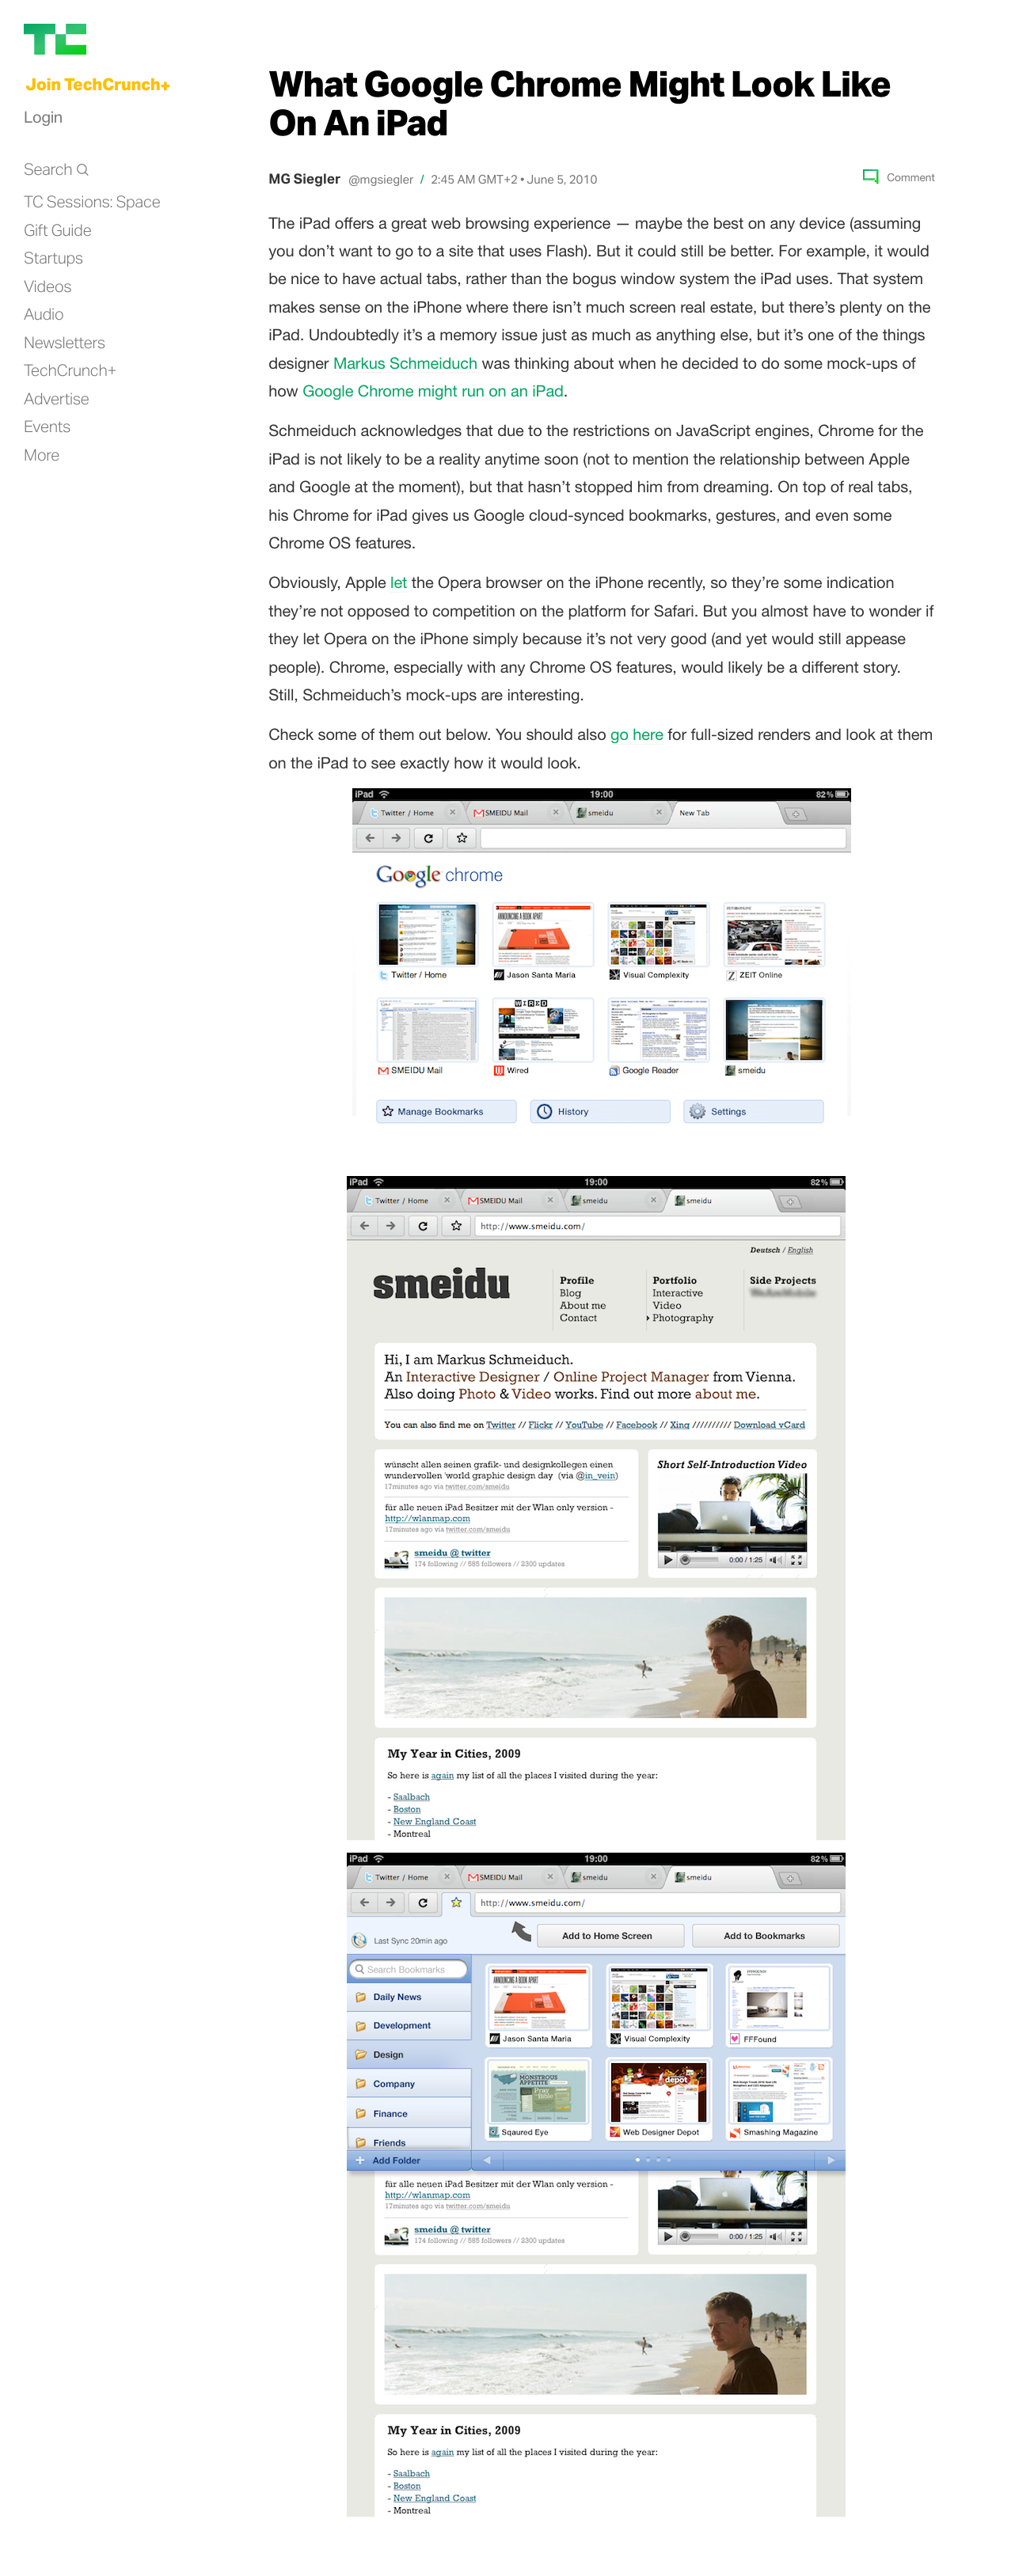 TC
Join TechCrunch+
Login
Search
TC Sessions: Space
Gift Guide
Startups
Videos
Audio
Newsletters
TechCrunch+
Advertise
Events
More
What Google Chrome Might Look Like
On An iPad
MG Siegler @mgsiegler / 2:45 AM GMT+2 • June 5, 2010
Comment
The iPad offers a great web browsing experience — maybe the best on any device (assuming
you don’t want to go to a site that uses Flash). But it could still be better. For example, it would
be nice to have actual tabs, rather than the bogus window system the iPad uses. That system
makes sense on the iPhone where there isn’t much screen real estate, but there’s plenty on the
iPad. Undoubtedly it’s a memory issue just as much as anything else, but it’s one of the things
designer Markus Schmeiduch was thinking about when he decided to do some mock-ups of
how Google Chrome might run on an iPad.
Schmeiduch acknowledges that due to the restrictions on JavaScript engines, Chrome for the
iPad is not likely to be a reality anytime soon (not to mention the relationship between Apple
and Google at the moment), but that hasn’t stopped him from dreaming. On top of real tabs,
his Chrome for iPad gives us Google cloud-synced bookmarks, gestures, and even some
Chrome OS features.
Obviously, Apple let the Opera browser on the iPhone recently, so they’re some indication
they’re not opposed to competition on the platform for Safari. But you almost have to wonder if
they let Opera on the iPhone simply because it’s not very good (and yet would still appease
people). Chrome, especially with any Chrome OS features, would likely be a different story.
Still, Schmeiduch’s mock-ups are interesting.
Check some of them out below. You should also go here for full-sized renders and look at them
on the iPad to see exactly how it would look.
iPad 19:00 82%
Twitter / Home SMEIDU Mail smeidu New Tab
Google chrome
ANNOUNCING A BOOK APART
Twitter / Home Jason Santa Maria Visual Complexity ZEIT Online
WIRED
SMEIDU Mail Wired Google Reader smeidu
Manage Bookmarks History Settings
iPad 19:00 82%
Twitter / Home SMEIDU Mail smeidu smeidu
http://www.smeidu.com/
Deutsch / English
smeidu
Profile
Blog
About me
Contact
Portfolio
Interactive
Video
Photography
Side Projects
Hi, I am Markus Schmeiduch.
An Interactive Designer / Online Project Manager from Vienna.
Also doing Photo & Video works. Find out more about me.
You can also find me on Twitter // Flickr // YouTube // Facebook // Xing ////////// Download vCard
wünscht allen seinen grafik- und designkollegen einen
wundervollen 'world graphic design day (via @in_vein)
17minutes ago via twitter.com/smeidu
für alle neuen iPad Besitzer mit der Wlan only version -
http://wlanmap.com
17minutes ago via twitter.com/smeidu
smeidu @ twitter
174 following // 585 followers // 2300 updates
Short Self-Introduction Video
0:00 / 1:25
My Year in Cities, 2009
So here is again my list of all the places I visited during the year:
- Saalbach
- Boston
- New England Coast
- Montreal
iPad 19:00 82%
Twitter / Home SMEIDU Mail smeidu smeidu
http://www.smeidu.com/
Last Sync 20min ago
Add to Home Screen Add to Bookmarks
Search Bookmarks
Daily News
Development
Design
Company
Finance
Friends
Add Folder
ANNOUNCING A BOOK APART
Jason Santa Maria Visual Complexity FFFound
MONSTROUS
APPETITE
depot
Sqaured Eye Web Designer Depot Smashing Magazine
für alle neuen iPad Besitzer mit der Wlan only version -
http://wlanmap.com
17minutes ago via twitter.com/smeidu
smeidu @ twitter
174 following // 585 followers // 2300 updates
0:00 / 1:25
My Year in Cities, 2009
So here is again my list of all the places I visited during the year:
- Saalbach
- Boston
- New England Coast
- Montreal